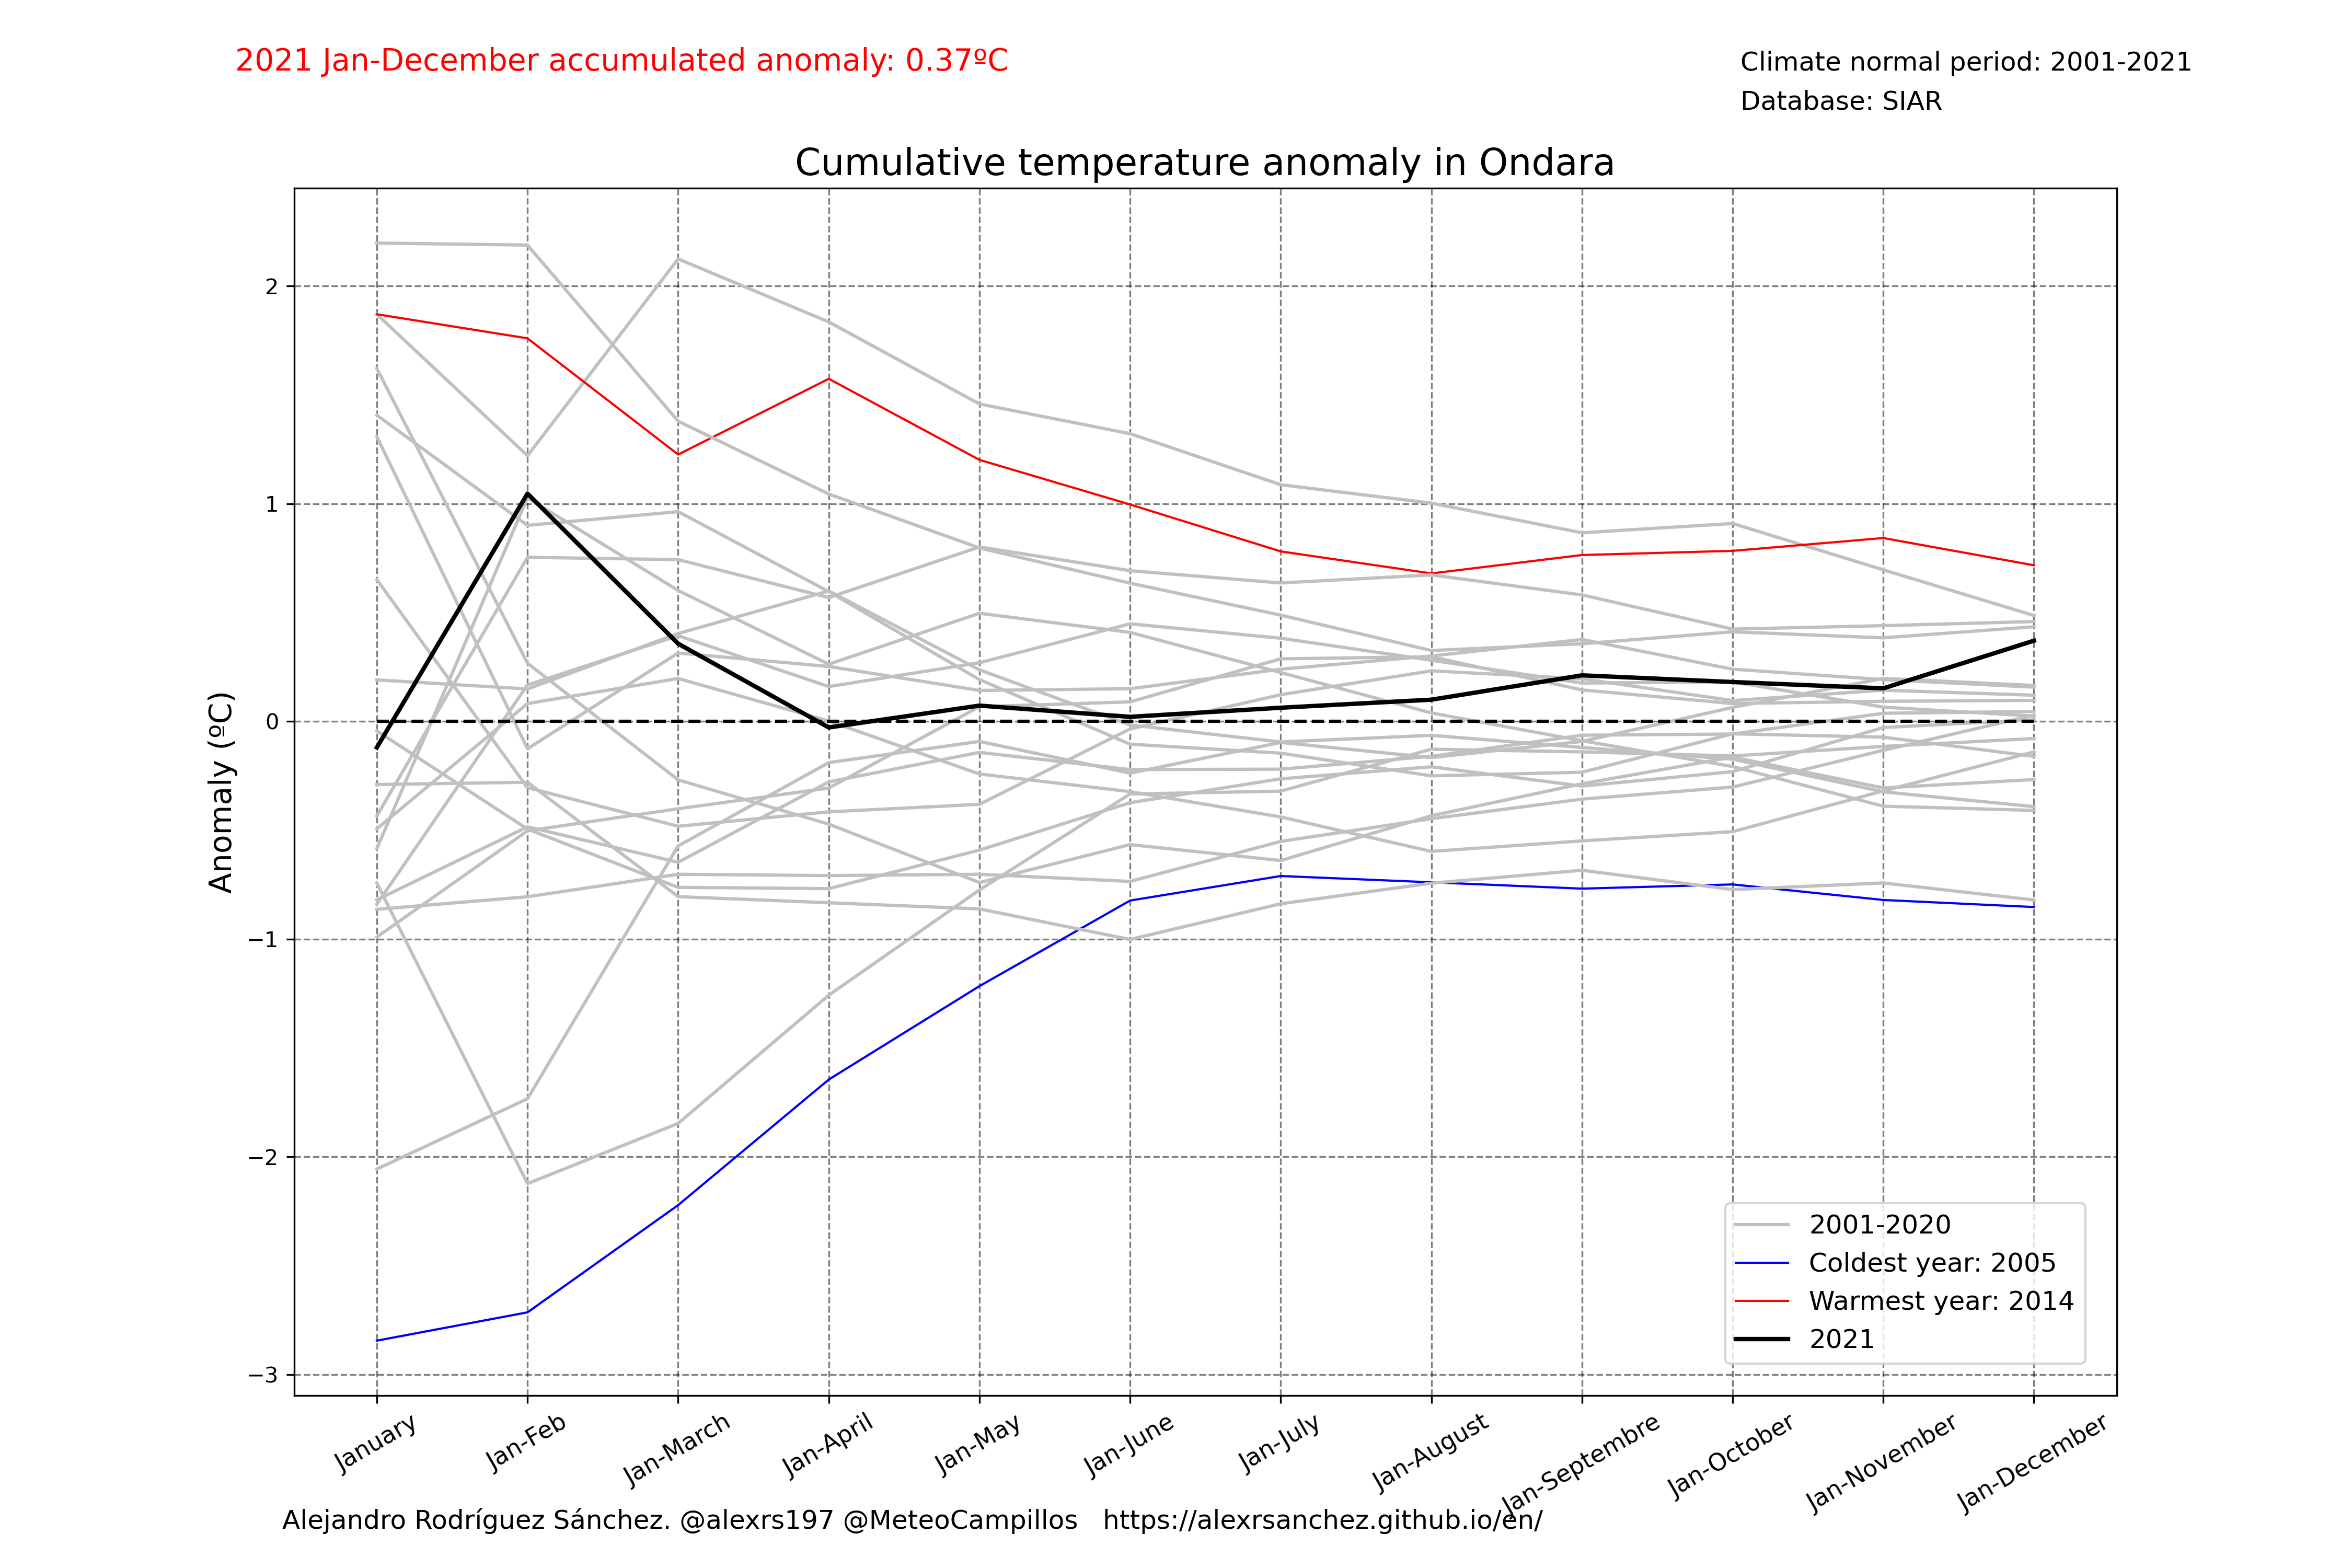 2021 Jan-December accumulated anomaly: 0.37ºC
Climate normal period: 2001-2021
Database: SIAR
Cumulative temperature anomaly in Ondara
Anomaly (ºC)
2
1
0
−1
−2
−3
2001-2020
Coldest year: 2005
Warmest year: 2014
2021
January
Jan-Feb
Jan-March
Jan-April
Jan-May
Jan-June
Jan-July
Jan-August
Jan-Septembre
Jan-October
Jan-November
Jan-December
Alejandro Rodríguez Sánchez. @alexrs197 @MeteoCampillos https://alexrsanchez.github.io/en/